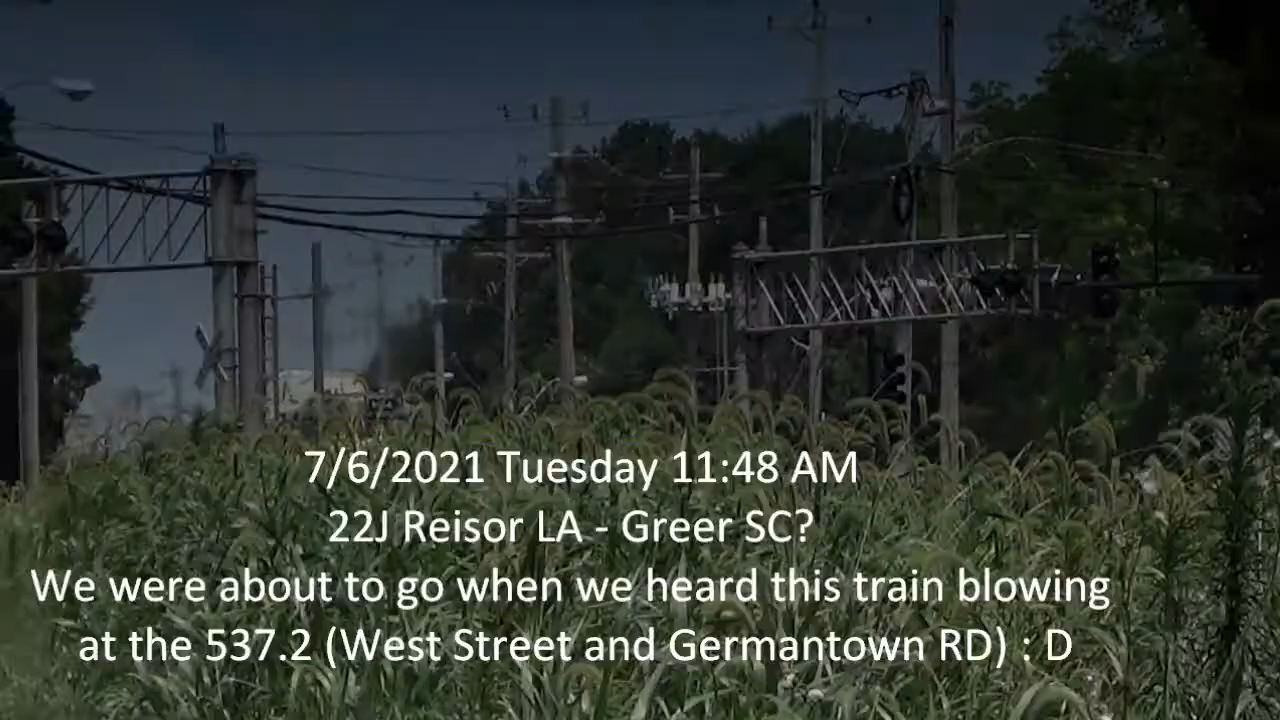 7/6/2021 Tuesday 11:48 AM
22J Reisor LA - Greer SC?
We were about to go when we heard this train blowing
at the 537.2 (West Street and Germantown RD) : D